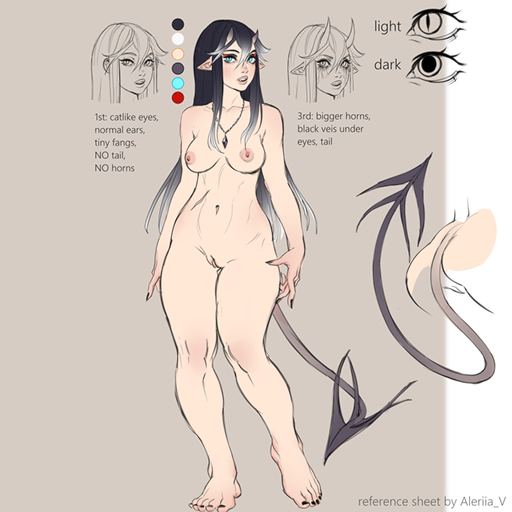 light
dark
1st: catlike eyes,
normal ears,
tiny fangs,
NO tail,
NO horns
3rd: bigger horns,
black veis under
eyes, tail
reference sheet by Aleriia_V